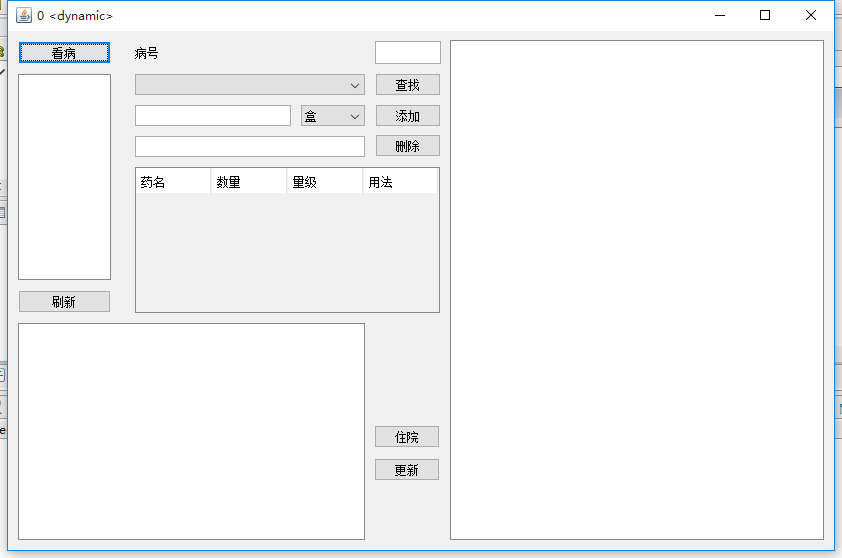 0 <dynamic>
看病 病号
查找
盒 添加
删除
药名 数量 量级 用法
刷新
住院
更新